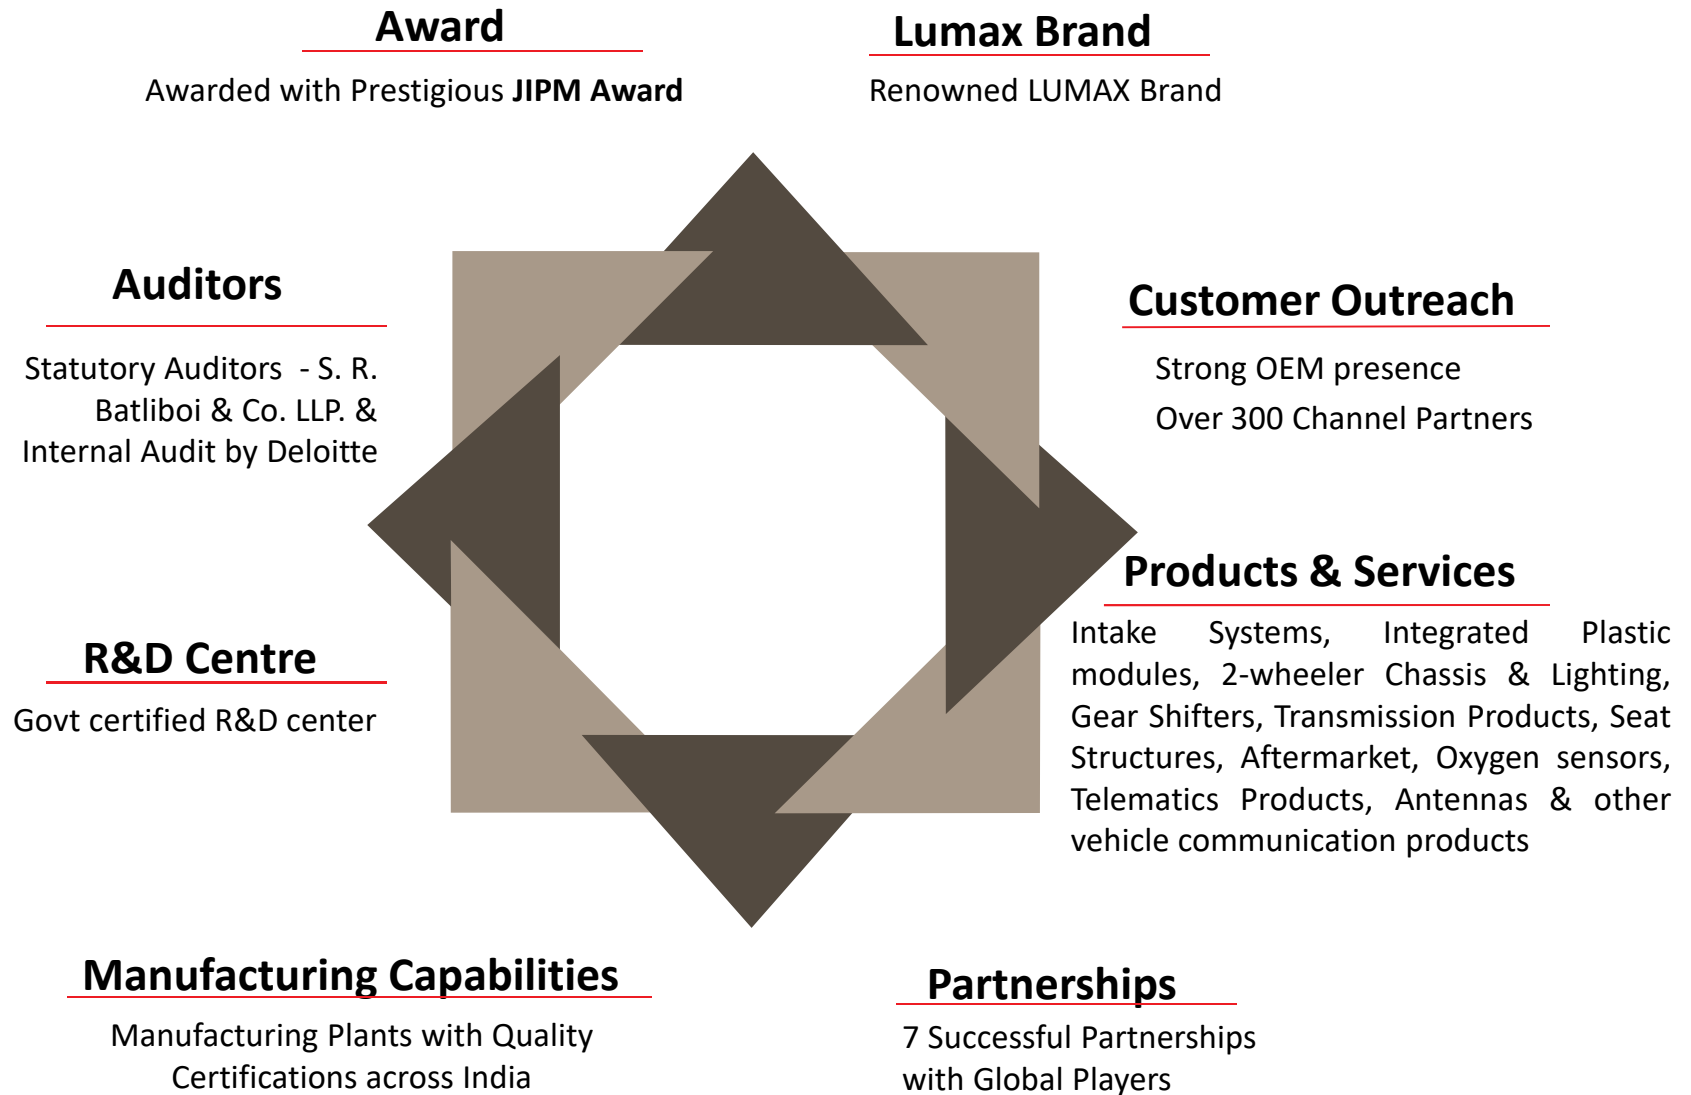 Award
Awarded with Prestigious JIPM Award
Lumax Brand
Renowned LUMAX Brand
Auditors
Statutory Auditors  - S. R.
Batliboi & Co. LLP. &
Internal Audit by Deloitte
Customer Outreach
Strong OEM presence
Over 300 Channel Partners
R&D Centre
Govt certified R&D center
Products & Services
Intake Systems, Integrated Plastic
modules, 2-wheeler Chassis & Lighting,
Gear Shifters, Transmission Products, Seat
Structures, Aftermarket, Oxygen sensors,
Telematics Products, Antennas & other
vehicle communication products
Manufacturing Capabilities
Manufacturing Plants with Quality
Certifications across India
Partnerships
7 Successful Partnerships
with Global Players